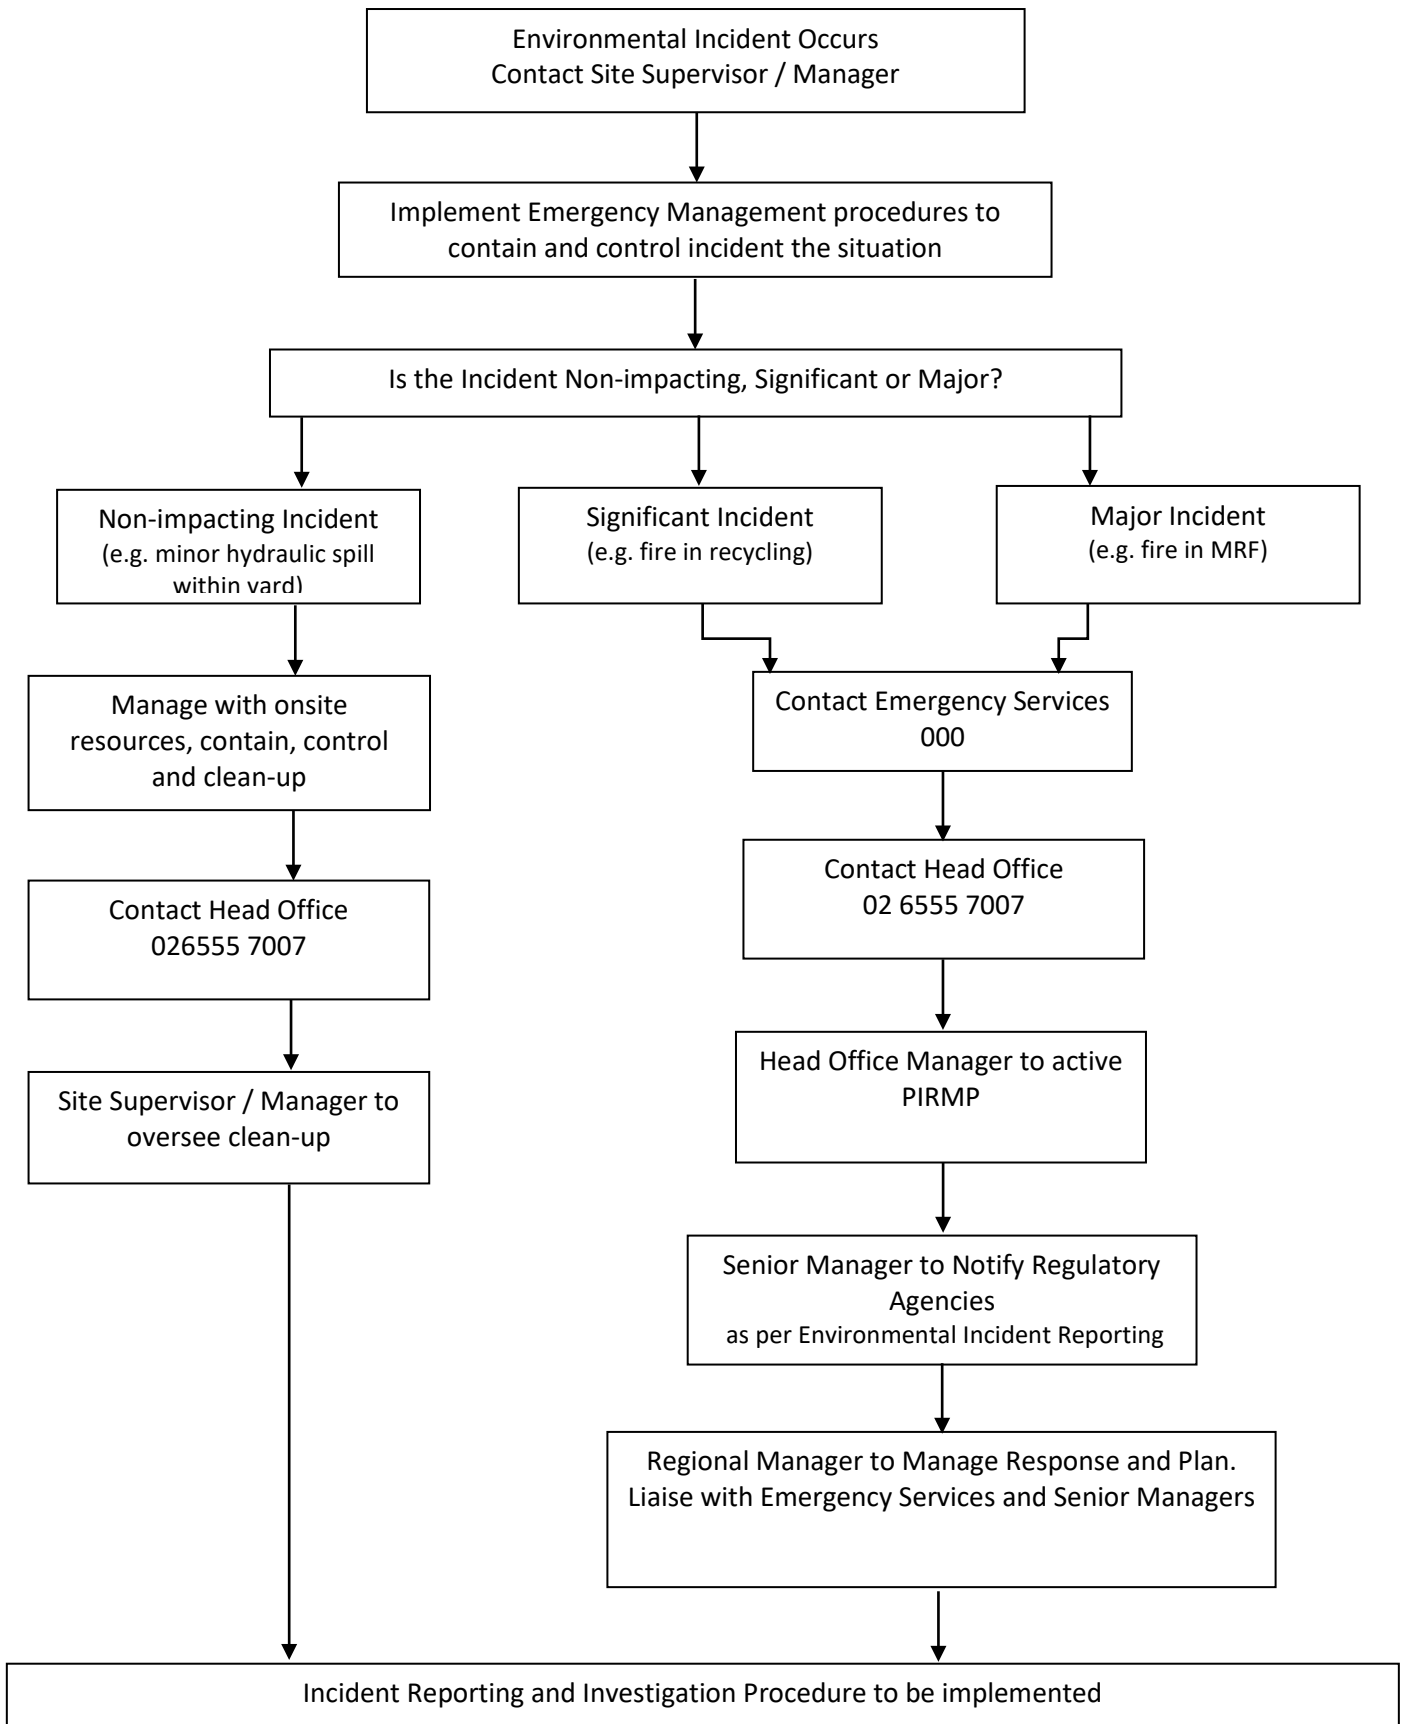 Environmental Incident Occurs
Contact Site Supervisor / Manager
Implement Emergency Management procedures to
contain and control incident the situation
Is the Incident Non-impacting, Significant or Major?
Non-impacting Incident
(e.g. minor hydraulic spill
within yard)
Significant Incident
(e.g. fire in recycling)
Major Incident
(e.g. fire in MRF)
Manage with onsite
resources, contain, control
and clean-up
Contact Emergency Services
000
Contact Head Office
026555 7007
Contact Head Office
02 6555 7007
Site Supervisor / Manager to
oversee clean-up
Head Office Manager to active
PIRMP
Senior Manager to Notify Regulatory
Agencies
as per Environmental Incident Reporting
Regional Manager to Manage Response and Plan.
Liaise with Emergency Services and Senior Managers
Incident Reporting and Investigation Procedure to be implemented